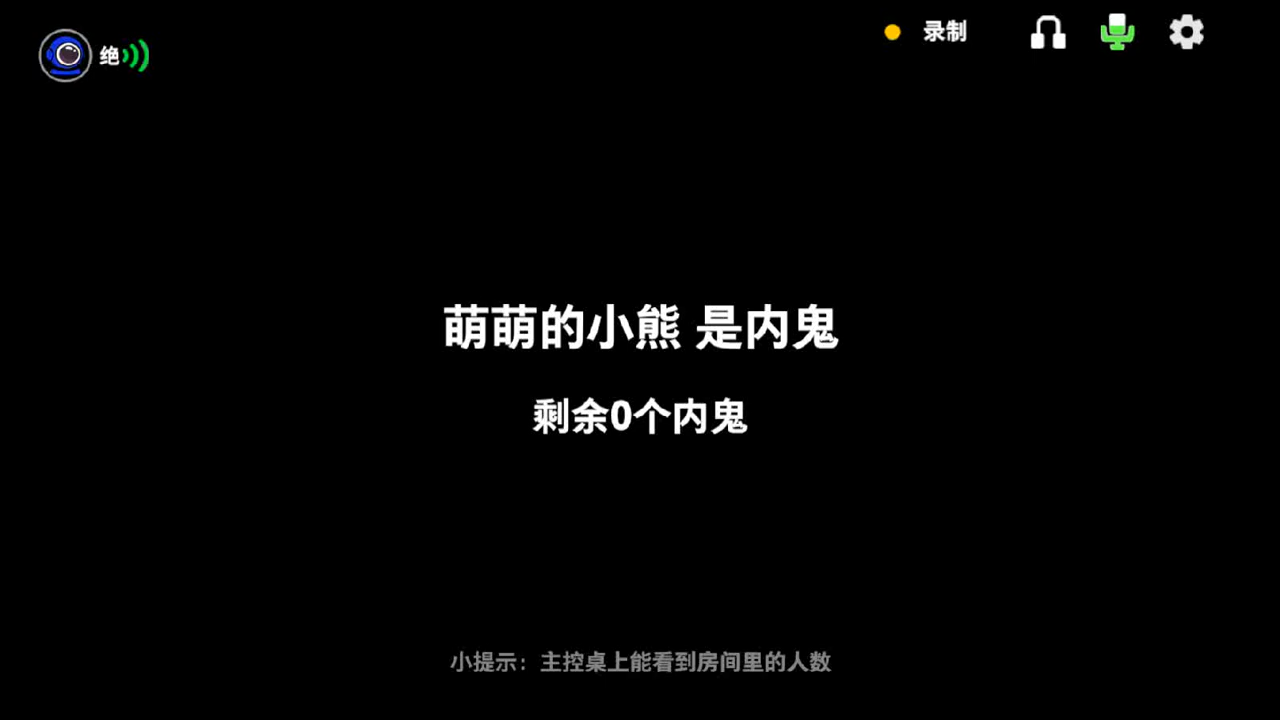 绝
录制
萌萌的小熊 是内鬼
剩余0个内鬼
小提示：主控桌上能看到房间里的人数